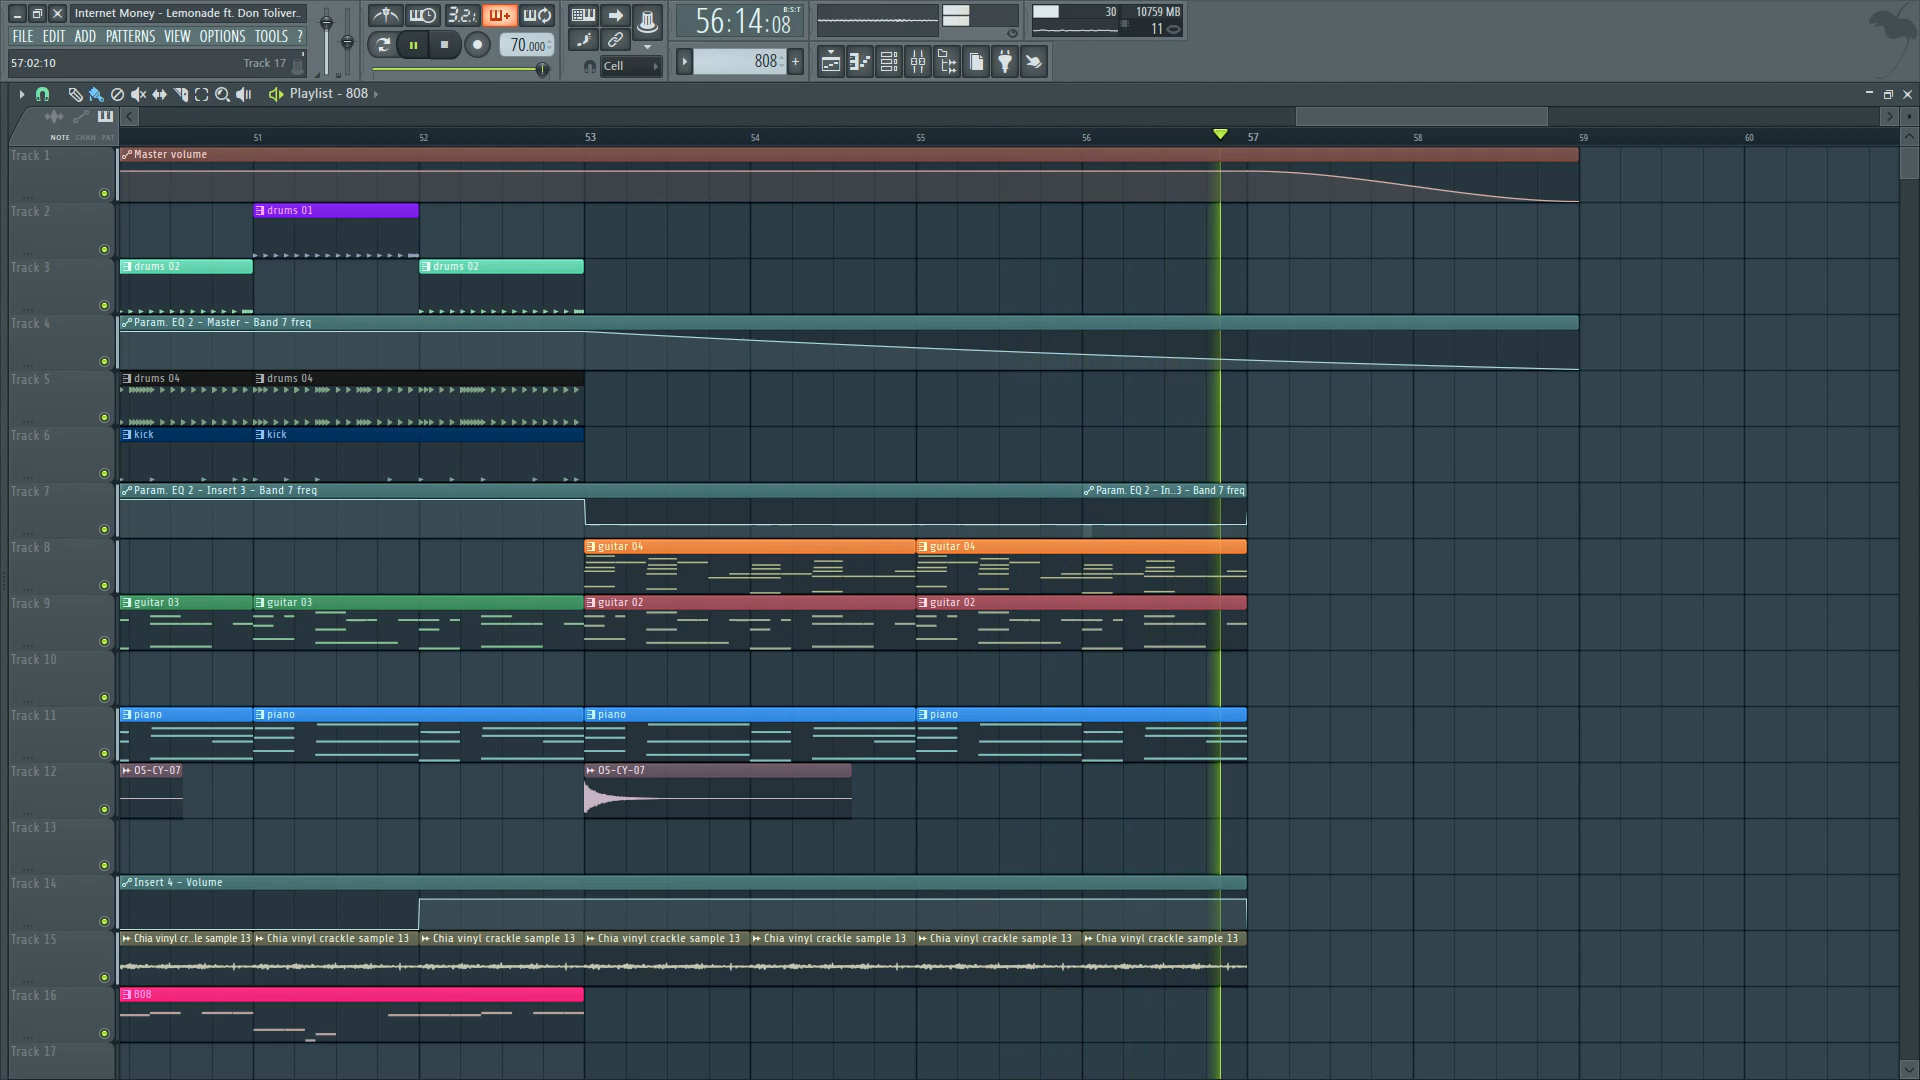 Internet Money - Lemonade ft. Don Toliver..
FILE EDIT ADD PATTERNS VIEW OPTIONS TOOLS ?
57:02:10 Track 17
3.2.1
70.000
Cell
56:14:08
B:S:T
808
30 10759 MB
11
Playlist - 808
NOTE CHAN PAT
51 52 53 54 55 56 57 58 59 60
Track 1
Master volume
Track 2
drums 01
Track 3
drums 02
drums 02
Track 4
Param. EQ 2 - Master - Band 7 freq
Track 5
drums 04
drums 04
Track 6
kick
kick
Track 7
Param. EQ 2 - Insert 3 - Band 7 freq
Param. EQ 2 - In..3 - Band 7 freq
Track 8
guitar 04
guitar 04
Track 9
guitar 03
guitar 03
guitar 02
guitar 02
Track 10
Track 11
piano
piano
piano
piano
Track 12
OS-CY-07
OS-CY-07
Track 13
Track 14
Insert 4 - Volume
Track 15
Chia vinyl cr..le sample 13
Chia vinyl crackle sample 13
Chia vinyl crackle sample 13
Chia vinyl crackle sample 13
Chia vinyl crackle sample 13
Chia vinyl crackle sample 13
Chia vinyl crackle sample 13
Track 16
808
Track 17